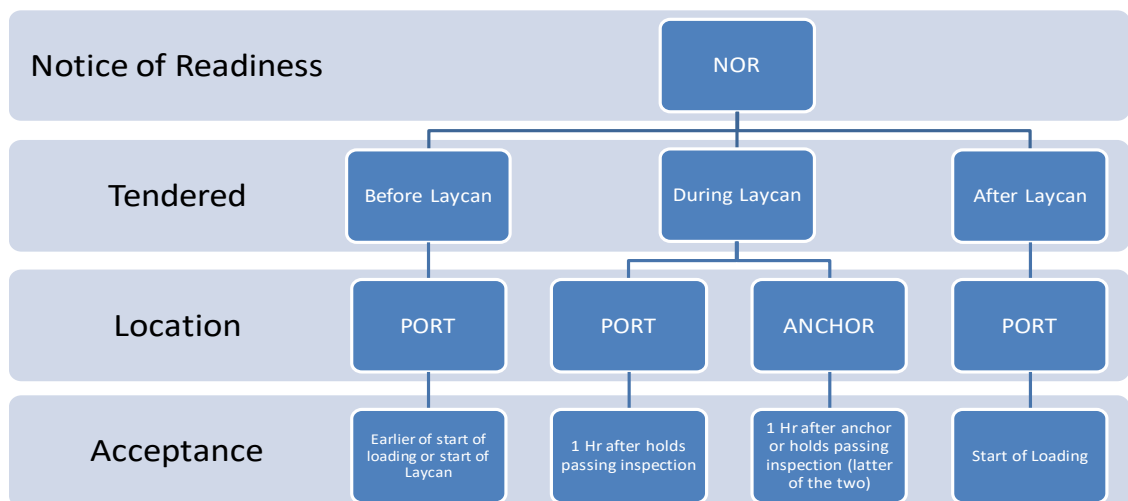 Notice of Readiness
NOR
Tendered
Before Laycan
During Laycan
After Laycan
Location
PORT
PORT
ANCHOR
PORT
Acceptance
Earlier of start of
loading or start of
Laycan
1 Hr after holds
passing inspection
1 Hr after anchor
or holds passing
inspection (latter
of the two)
Start of Loading